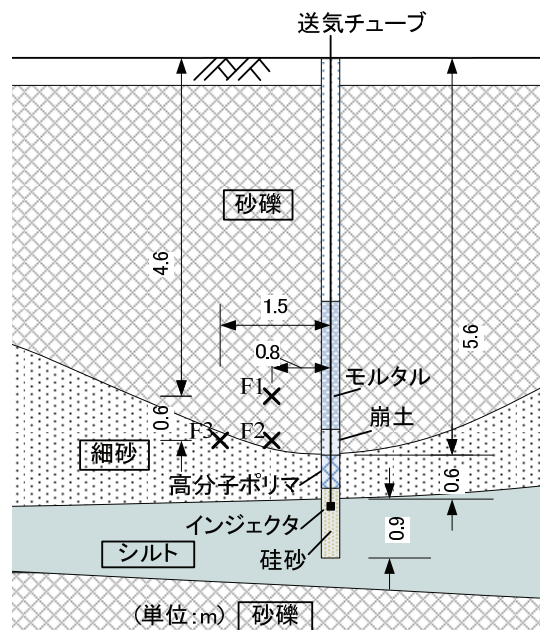 送気チューブ
砂礫
4.6
1.5
5.6
0.8
モルタル
F1
崩土
0.6
F3
F2
細砂
高分子ポリマ
0.6
インジェクタ
0.9
シルト
硅砂
(単位:m)
砂礫